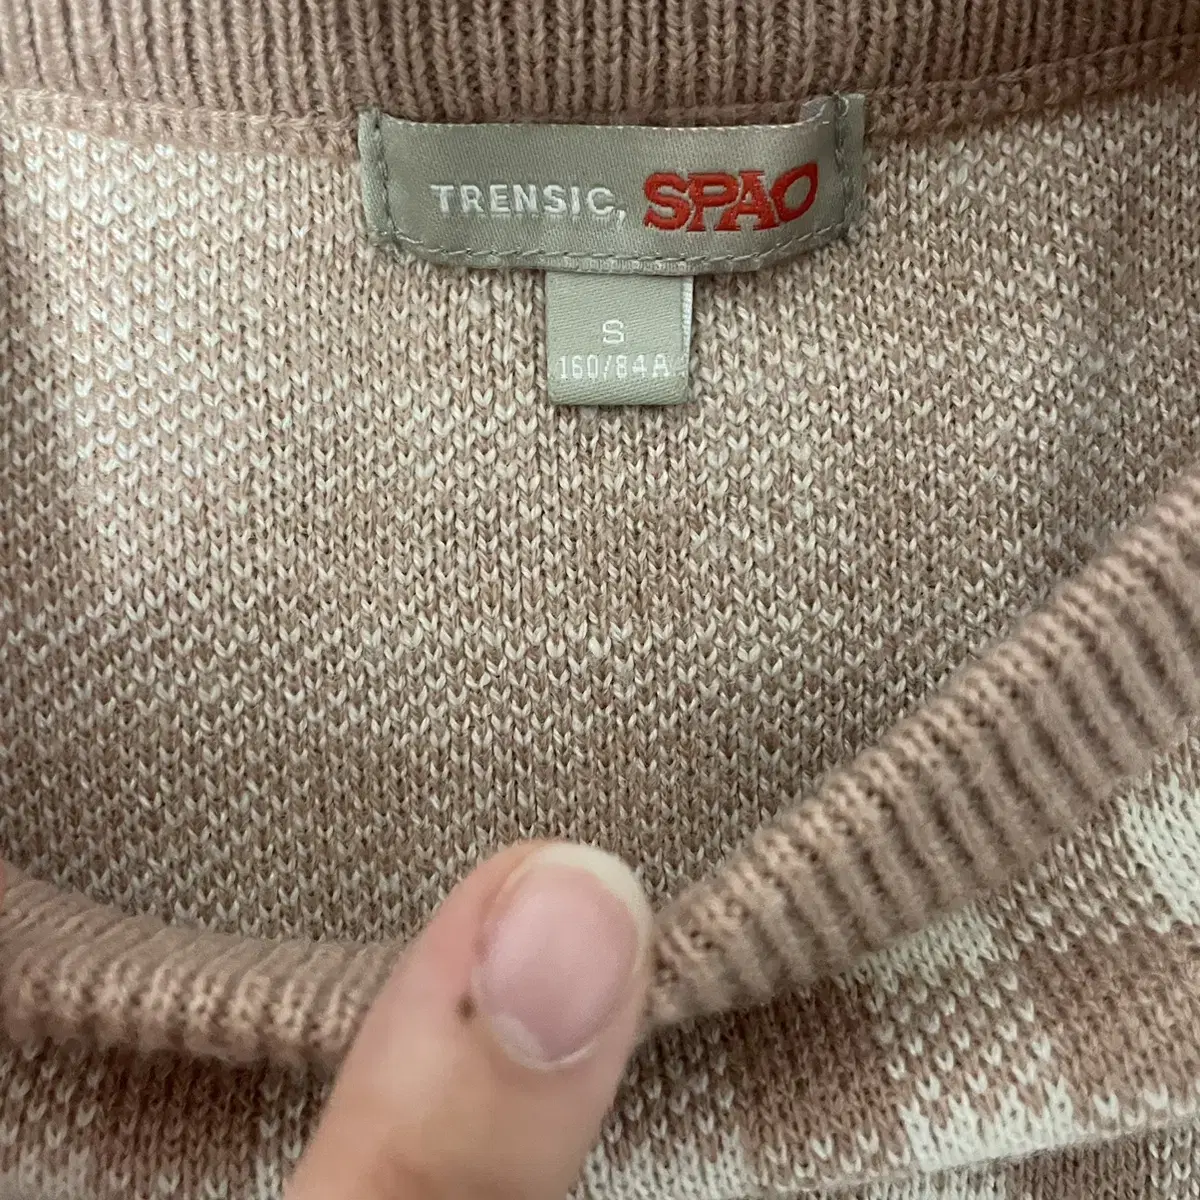 TRENSIC, SPAO
S
160/84A